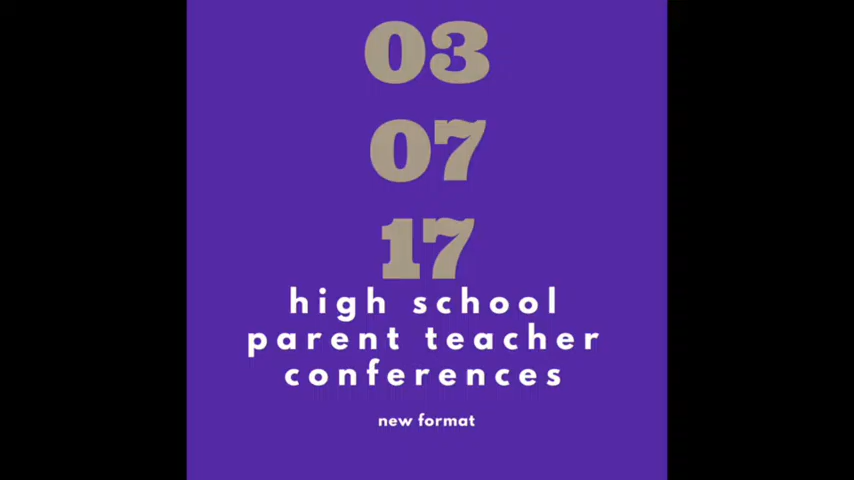 03
07
17
high school
parent teacher
conferences
new format